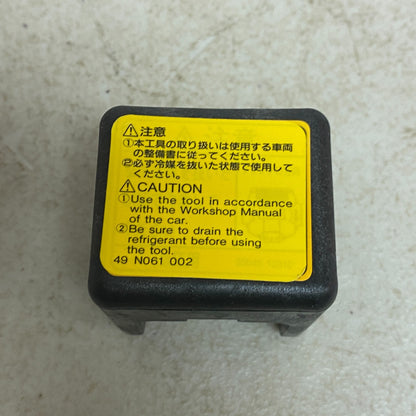 ⚠注意
①本工具の取り扱いは使用する車両
の整備書に従ってください。
②必ず冷媒を抜いた状態で使用して
ください。
⚠CAUTION
①Use the tool in accordance
with the Workshop Manual
of the car.
②Be sure to drain the
refrigerant before using
the tool.
49 N061 002